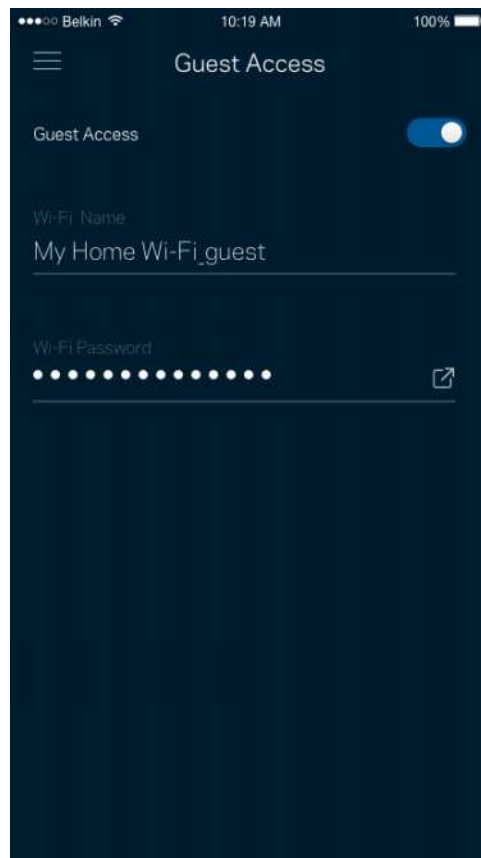 Belkin 10:19 AM 100%
Guest Access
Guest Access
Wi-Fi Name
My Home Wi-Fi_guest
Wi-Fi Password
••••••••••••••